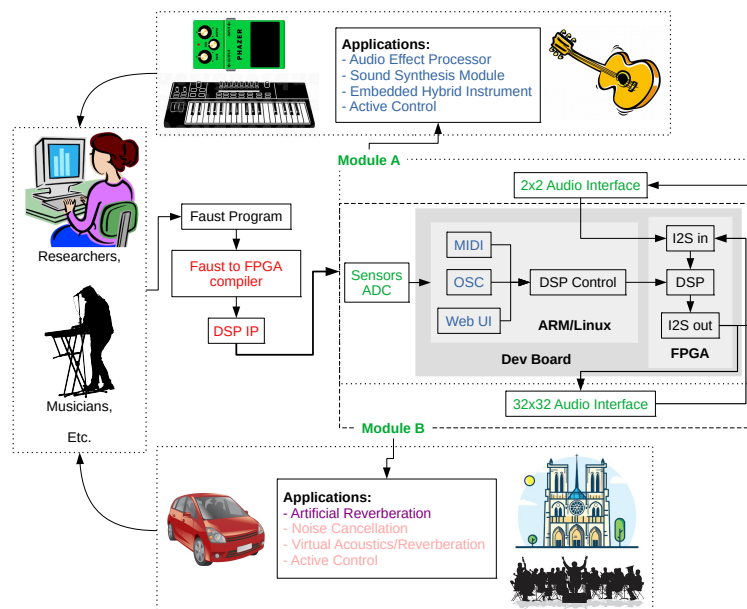 PHAZER
Applications:
- Audio Effect Processor
- Sound Synthesis Module
- Embedded Hybrid Instrument
- Active Control
Module A
2x2 Audio Interface
Researchers,
Musicians,
Etc.
Faust Program
Faust to FPGA
compiler
DSP IP
Sensors
ADC
MIDI
OSC
Web UI
DSP Control
ARM/Linux
Dev Board
I2S in
DSP
I2S out
FPGA
32x32 Audio Interface
Module B
Applications:
- Artificial Reverberation
- Noise Cancellation
- Virtual Acoustics/Reverberation
- Active Control